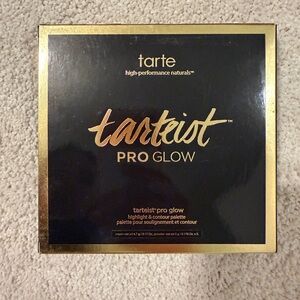 tarte
high-performance naturals™
tarteist™
PRO GLOW
tarteist® pro glow
highlight & contour palette
palette pour soulignement et contour